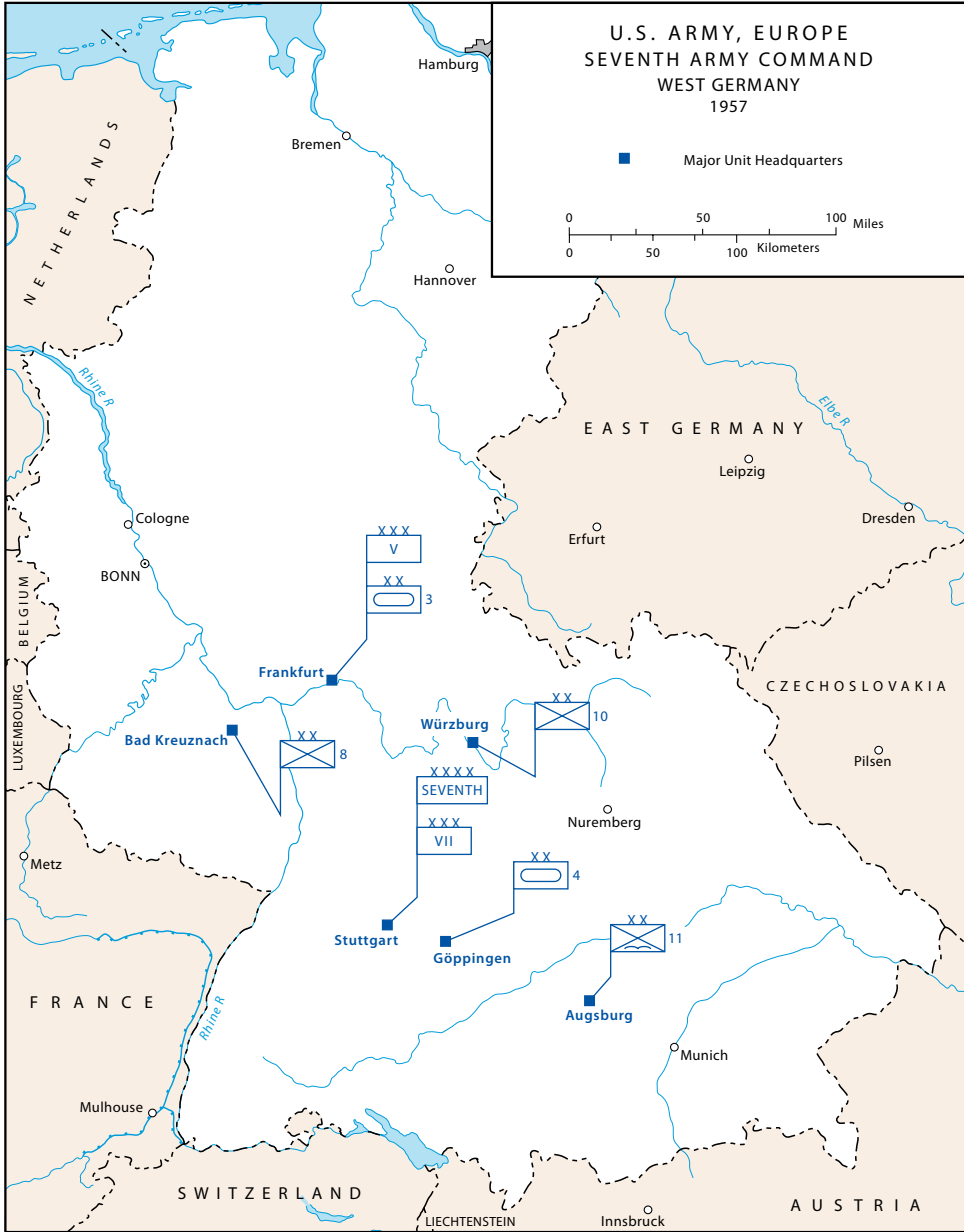 U.S. ARMY, EUROPE
SEVENTH ARMY COMMAND
WEST GERMANY
1957
Major Unit Headquarters
0 50 100 Miles
0 50 100 Kilometers
Hamburg
Bremen
NETHERLANDS
Hannover
Rhine R
Elbe R
EAST GERMANY
Leipzig
Cologne
Dresden
Erfurt
BONN
XXX
V
XX
3
BELGIUM
Frankfurt
LUXEMBOURG
CZECHOSLOVAKIA
XX
10
Würzburg
Bad Kreuznach
XX
8
Pilsen
XXXX
SEVENTH
XXX
VII
Nuremberg
Metz
XX
4
Stuttgart
Göppingen
XX
11
FRANCE
Rhine R
Augsburg
Munich
Mulhouse
SWITZERLAND
LIECHTENSTEIN
Innsbruck
AUSTRIA